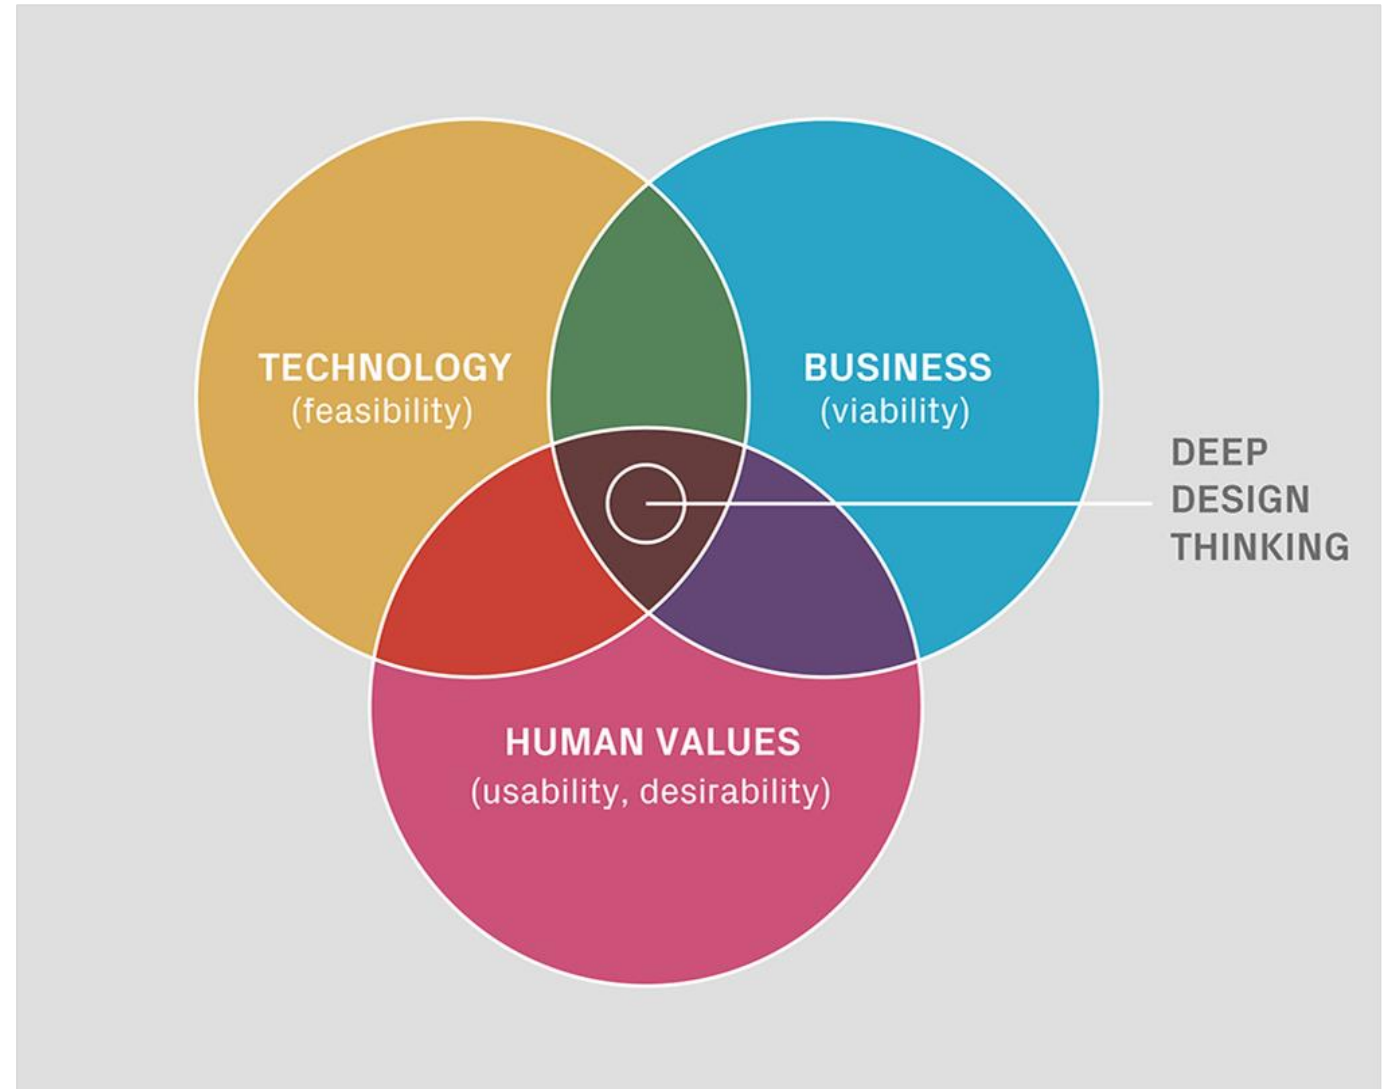 TECHNOLOGY
(feasibility)
BUSINESS
(viability)
DEEP
DESIGN
THINKING
HUMAN VALUES
(usability, desirability)